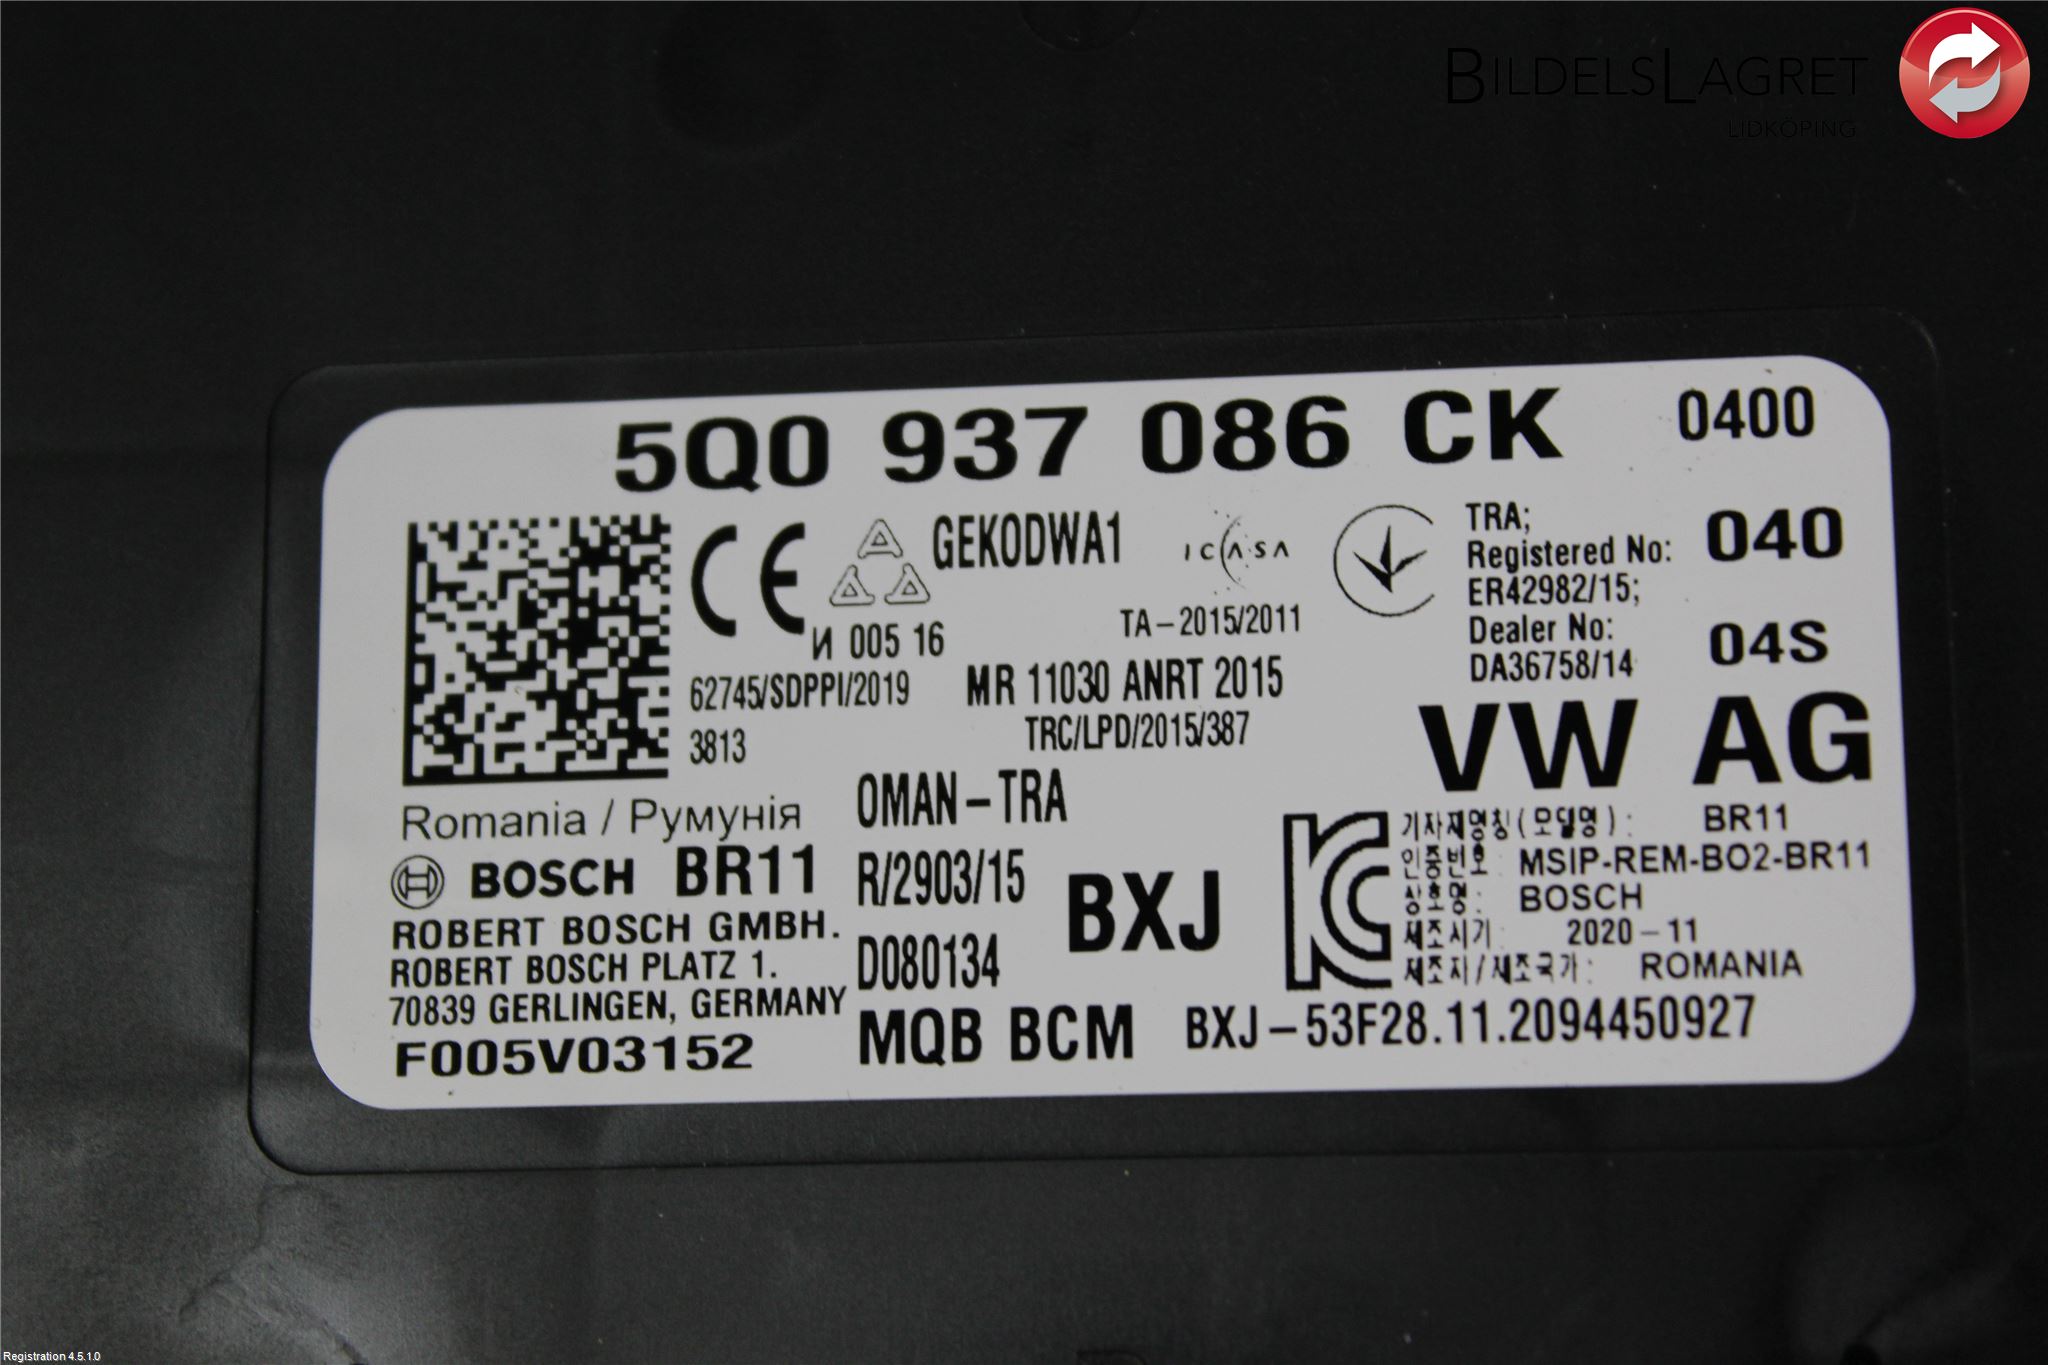 BILDELSLAGRET
LIDKÖPING
5Q0 937 086 CK 0400
CE GEKODWA1 ICASA
TRA;
Registered No: 040
ER42982/15;
Dealer No: 04S
DA36758/14
И 005 16 TA-2015/2011
62745/SDPPI/2019 MR 11030 ANRT 2015
3813 TRC/LPD/2015/387
VW AG
Romania / Румунія OMAN-TRA
BOSCH BR11 R/2903/15 BXJ
ROBERT BOSCH GMBH.
ROBERT BOSCH PLATZ 1. D080134
70839 GERLINGEN, GERMANY
F005V03152 MQB BCM BXJ-53F28.11.2094450927
기자재명칭(모델명): BR11
인증번호: MSIP-REM-BO2-BR11
상호명: BOSCH
제조시기: 2020-11
제조자/제조국가: ROMANIA
Registration 4.5.1.0